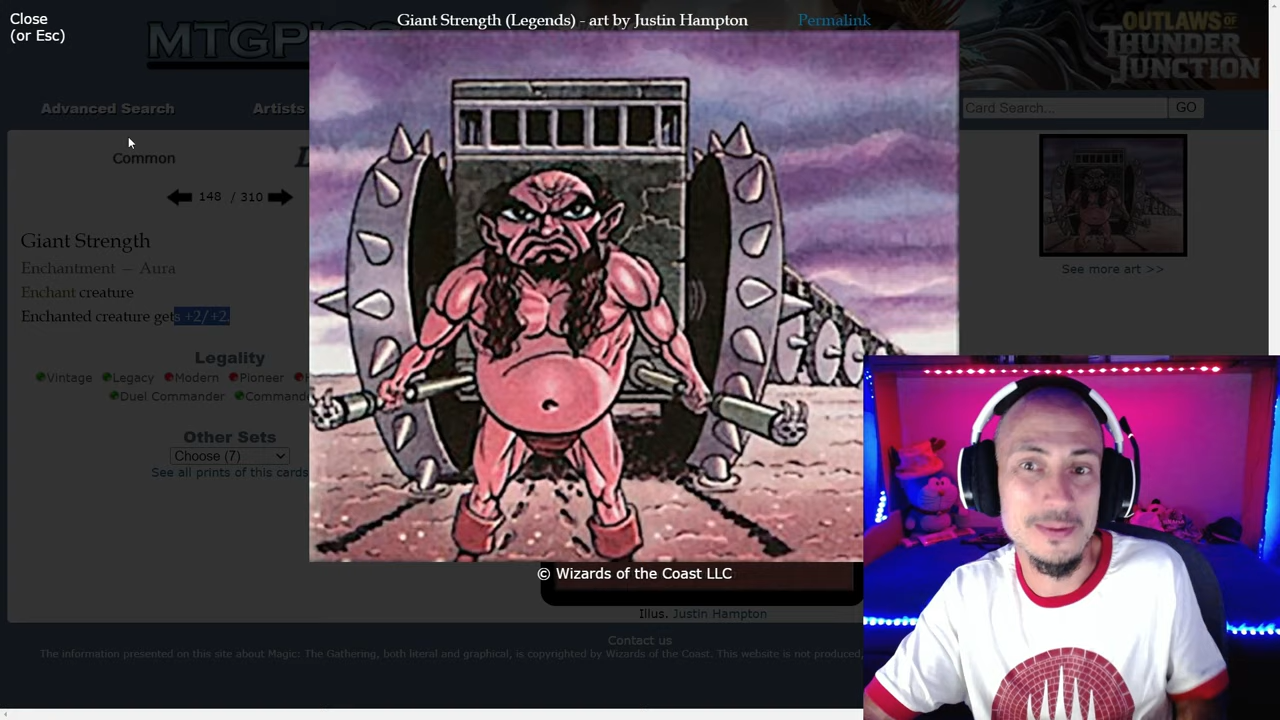 Close
(or Esc)
Giant Strength (Legends) - art by Justin Hampton
Permalink
MTGPICS
OUTLAWS OF
THUNDER
JUNCTION
Advanced Search
Artists
Card Search...
GO
Common
148 / 310
Giant Strength
Enchantment — Aura
Enchant creature
Enchanted creature gets +2/+2.
See more art >>
Legality
Vintage
Legacy
Modern
Pioneer
Duel Commander
Command
Other Sets
Choose (7)
See all prints of this cards
© Wizards of the Coast LLC
Illus. Justin Hampton
Contact us
The information presented on this site about Magic: The Gathering, both literal and graphical, is copyrighted by Wizards of the Coast. This website is not produced,